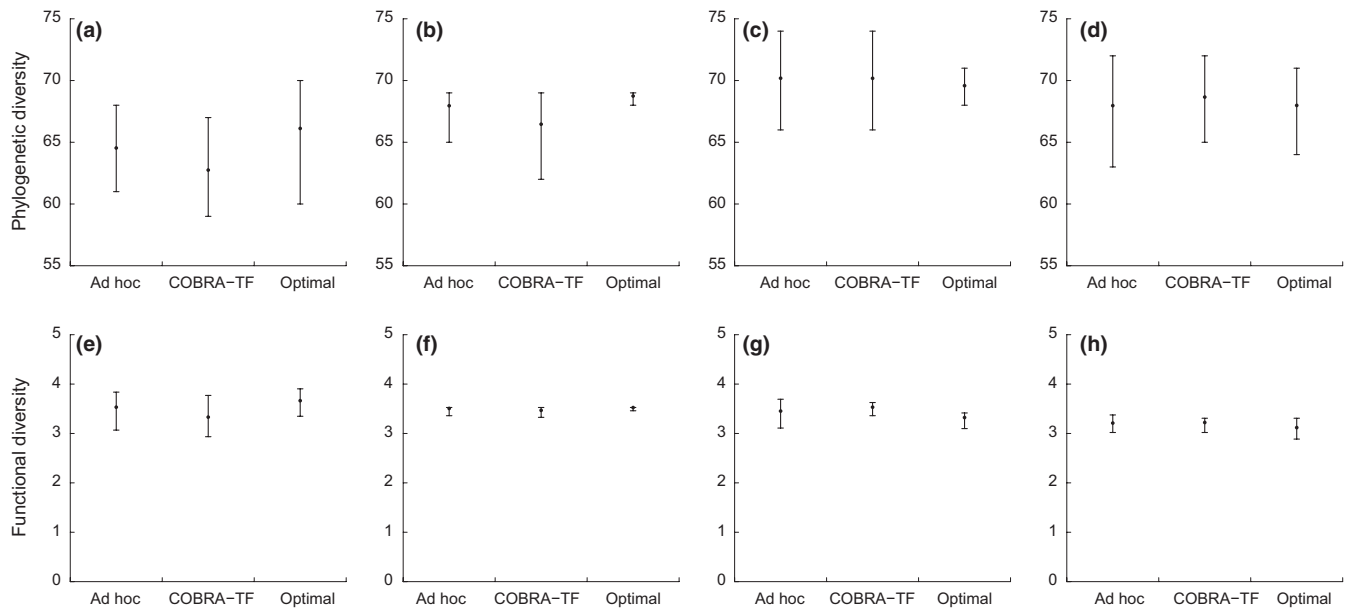 Phylogenetic diversity
(a)
75
70
65
60
55
Ad hoc COBRA−TF Optimal
(b)
75
70
65
60
55
Ad hoc COBRA−TF Optimal
(c)
75
70
65
60
55
Ad hoc COBRA−TF Optimal
(d)
75
70
65
60
55
Ad hoc COBRA−TF Optimal
Functional diversity
(e)
5
4
3
2
1
0
Ad hoc COBRA−TF Optimal
(f)
5
4
3
2
1
0
Ad hoc COBRA−TF Optimal
(g)
5
4
3
2
1
0
Ad hoc COBRA−TF Optimal
(h)
5
4
3
2
1
0
Ad hoc COBRA−TF Optimal